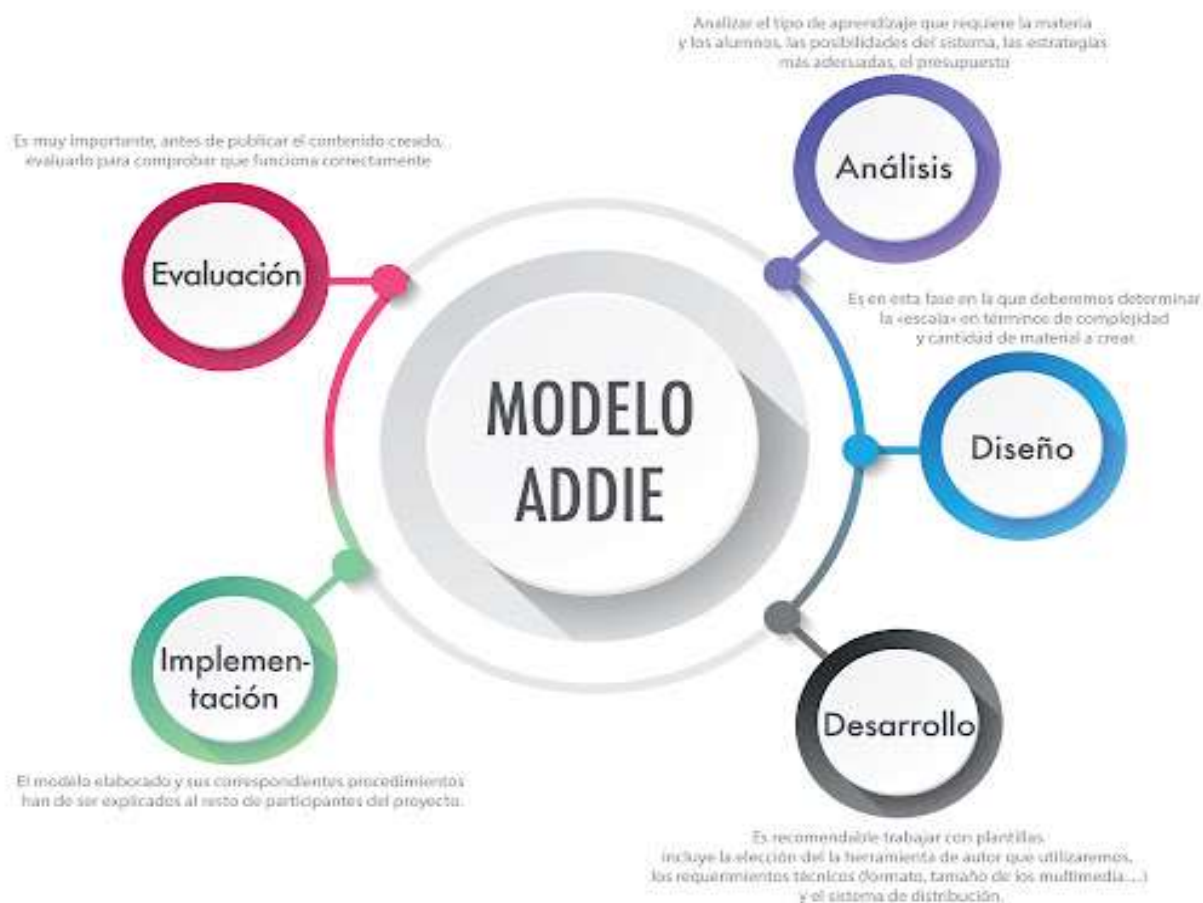 MODELO
ADDIE
Analizar el tipo de aprendizaje que requiere la materia
y los alumnos, las posibilidades del sistema, las estrategias
más adecuadas, el presupuesto
Análisis
Es en esta fase en la que deberemos determinar
la «escala» en términos de complejidad
y cantidad de material a crear.
Diseño
Desarrollo
Es recomendable trabajar con plantillas
incluye la elección del la herramienta de autor que utilizaremos,
los requerimientos técnicos (formato, tamaño de los multimedia...)
y el sistema de distribución.
Implemen-
tación
El modelo elaborado y sus correspondientes procedimientos
han de ser explicados al resto de participantes del proyecto.
Es muy importante, antes de publicar el contenido creado,
evaluarlo para comprobar que funciona correctamente
Evaluación